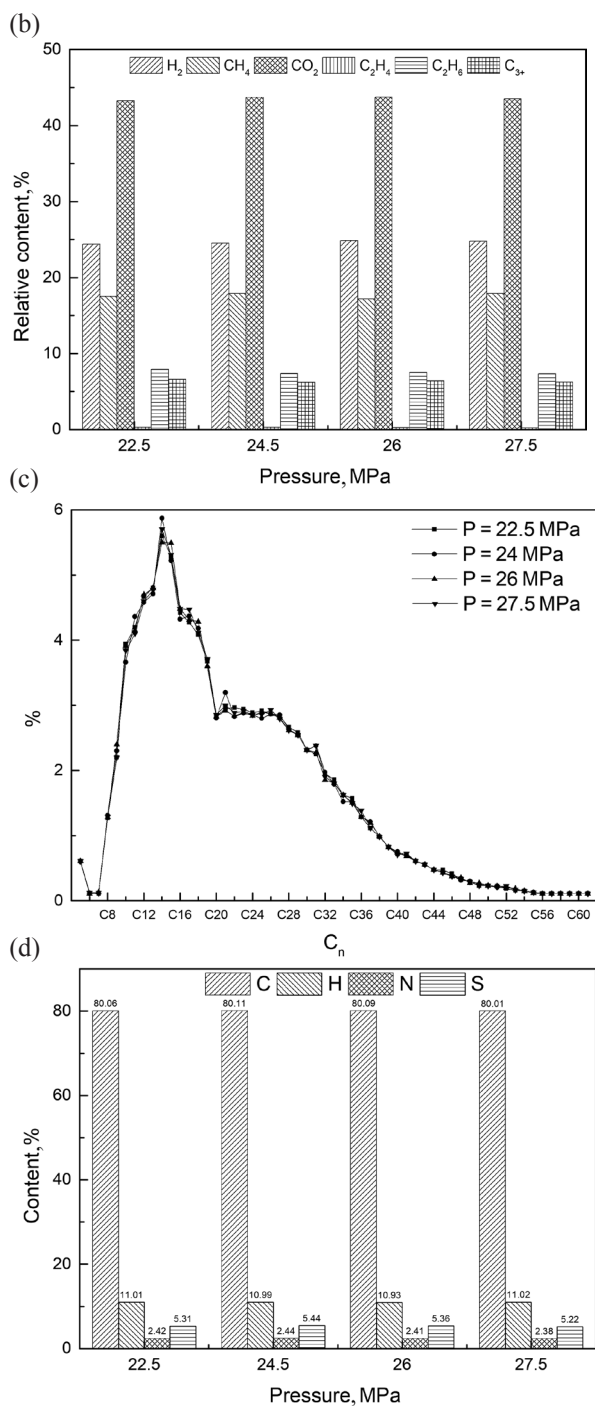 (b)
50
H2 CH4 CO2 C2H4 C2H6 C3+
40
30
20
10
0
Relative content, %
22.5 24.5 26 27.5
Pressure, MPa
(c)
6
P = 22.5 MPa
P = 24 MPa
P = 26 MPa
P = 27.5 MPa
4
%
2
0
C8 C12 C16 C20 C24 C28 C32 C36 C40 C44 C48 C52 C56 C60
Cn
(d)
C H N S
80.06 80.11 80.09 80.01
80
60
40
20
0
Content, %
11.01 10.99 10.93 11.02
5.31 5.44 5.36 5.22
2.42 2.44 2.41 2.38
22.5 24.5 26 27.5
Pressure, MPa